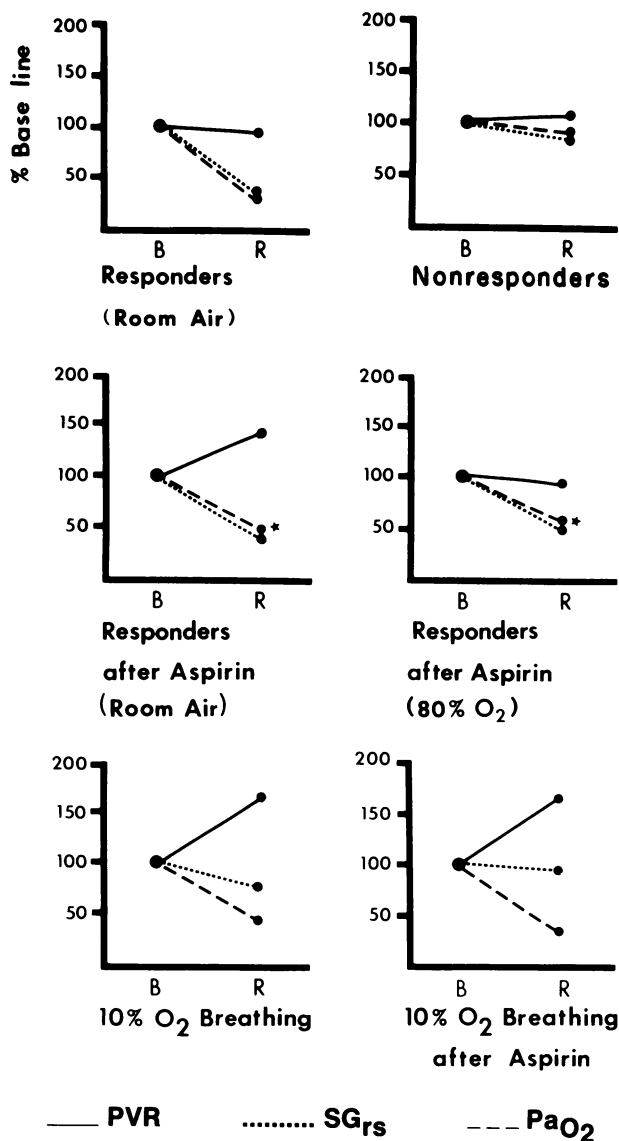 % Base line
200
150
100
50
B R
Responders
(Room Air)
200
150
100
50
B R
Nonresponders
200
150
100
50
★
B R
Responders
after Aspirin
(Room Air)
200
150
100
50
★
B R
Responders
after Aspirin
(80% O₂)
200
150
100
50
B R
10% O₂ Breathing
200
150
100
50
B R
10% O₂ Breathing
after Aspirin
PVR SGrs PaO₂